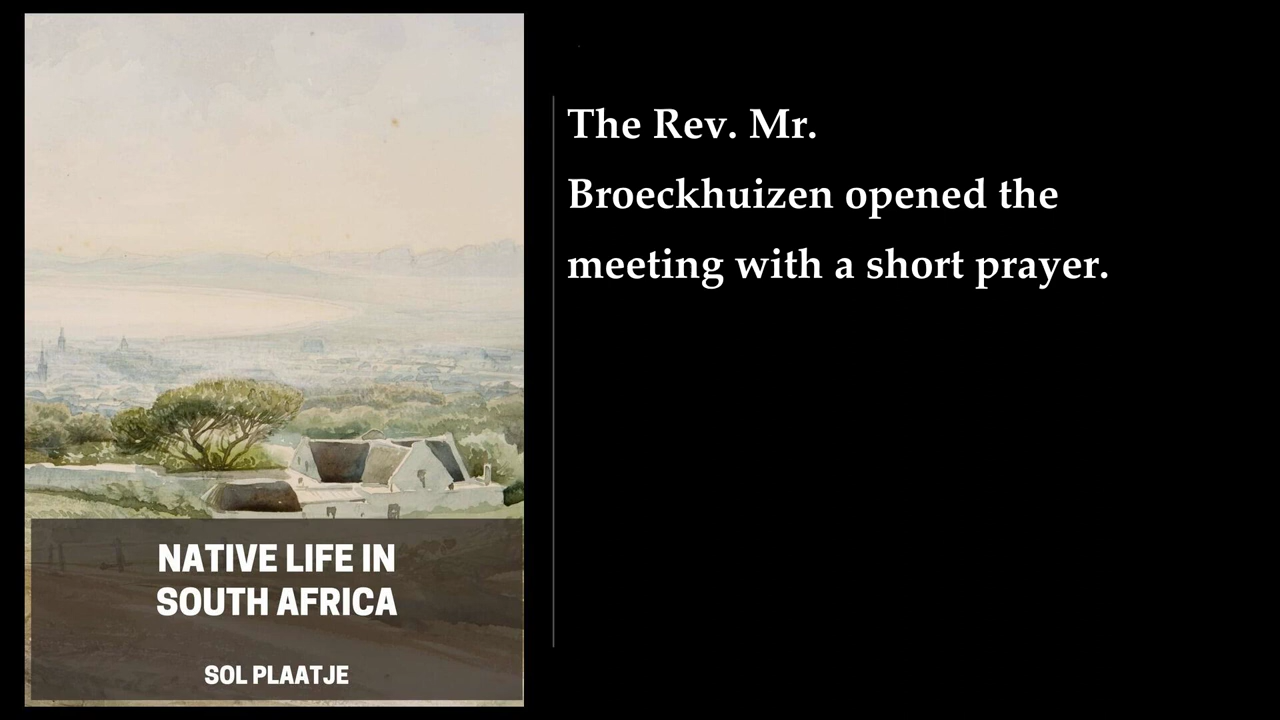 The Rev. Mr.
Broeckhuizen opened the
meeting with a short prayer.
NATIVE LIFE IN
SOUTH AFRICA
SOL PLAATJE